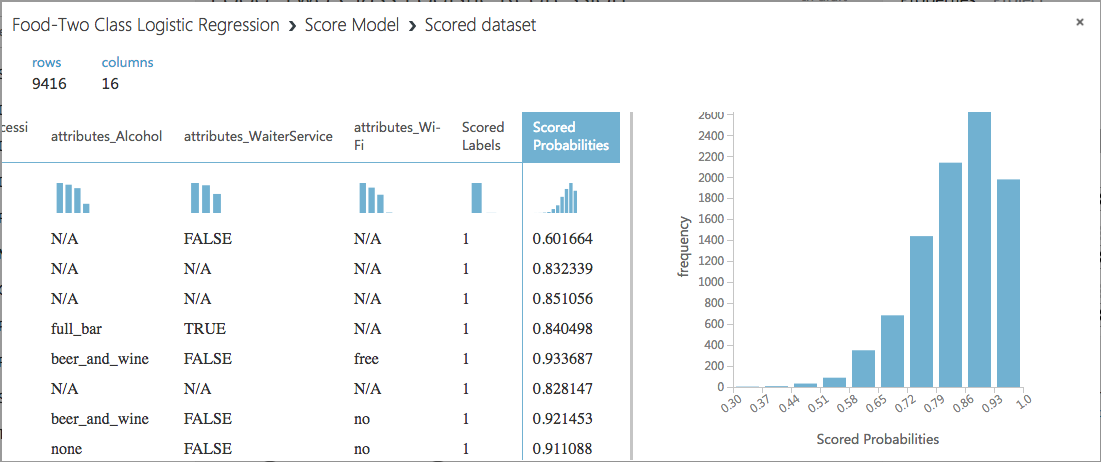 Food-Two Class Logistic Regression › Score Model › Scored dataset ×
rows columns
9416 16
cessi attributes_Alcohol attributes_WaiterService attributes_Wi-Fi Scored Labels Scored Probabilities
N/A FALSE N/A 1 0.601664
N/A N/A N/A 1 0.832339
N/A N/A N/A 1 0.851056
full_bar TRUE N/A 1 0.840498
beer_and_wine FALSE free 1 0.933687
N/A N/A N/A 1 0.828147
beer_and_wine FALSE no 1 0.921453
none FALSE no 1 0.911088
frequency
2600
2400
2200
2000
1800
1600
1400
1200
1000
800
600
400
200
0
0.30 0.37 0.44 0.51 0.58 0.65 0.72 0.79 0.86 0.93 1.0
Scored Probabilities